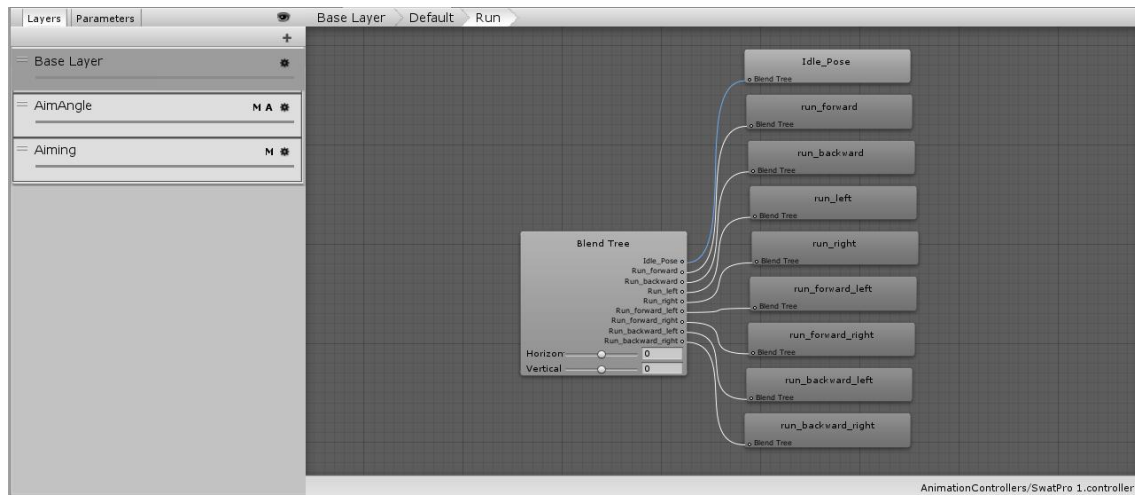 Layers Parameters
Base Layer Default Run
Base Layer
AimAngle M A
Aiming M
Idle_Pose
Blend Tree
run_forward
Blend Tree
run_backward
Blend Tree
run_left
Blend Tree
run_right
Blend Tree
run_forward_left
Blend Tree
run_forward_right
Blend Tree
run_backward_left
Blend Tree
run_backward_right
Blend Tree
Blend Tree
Idle_Pose
Run_forward
Run_backward
Run_left
Run_right
Run_forward_left
Run_forward_right
Run_backward_left
Run_backward_right
Horizon 0
Vertical 0
AnimationControllers/SwatPro 1.controller